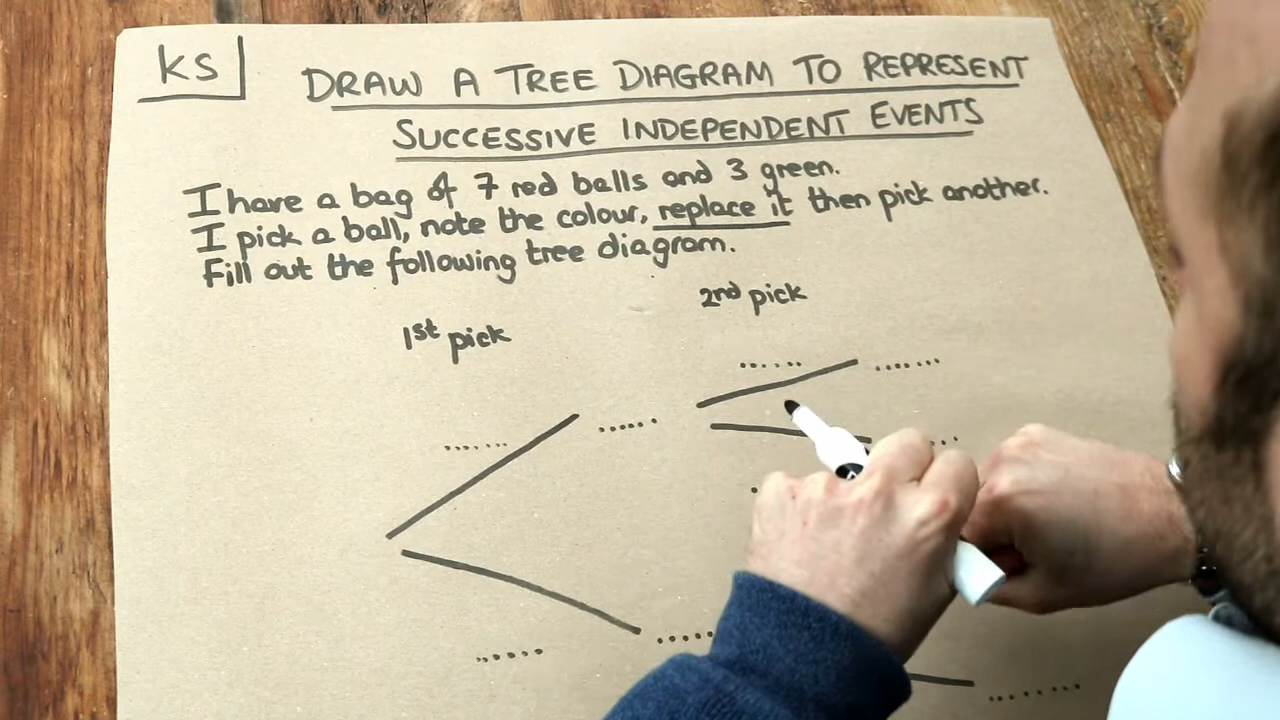 KS
DRAW A TREE DIAGRAM TO REPRESENT
SUCCESSIVE INDEPENDENT EVENTS
I have a bag of 7 red balls and 3 green.
I pick a ball, note the colour, replace it then pick another.
Fill out the following tree diagram.
1st pick
2nd pick